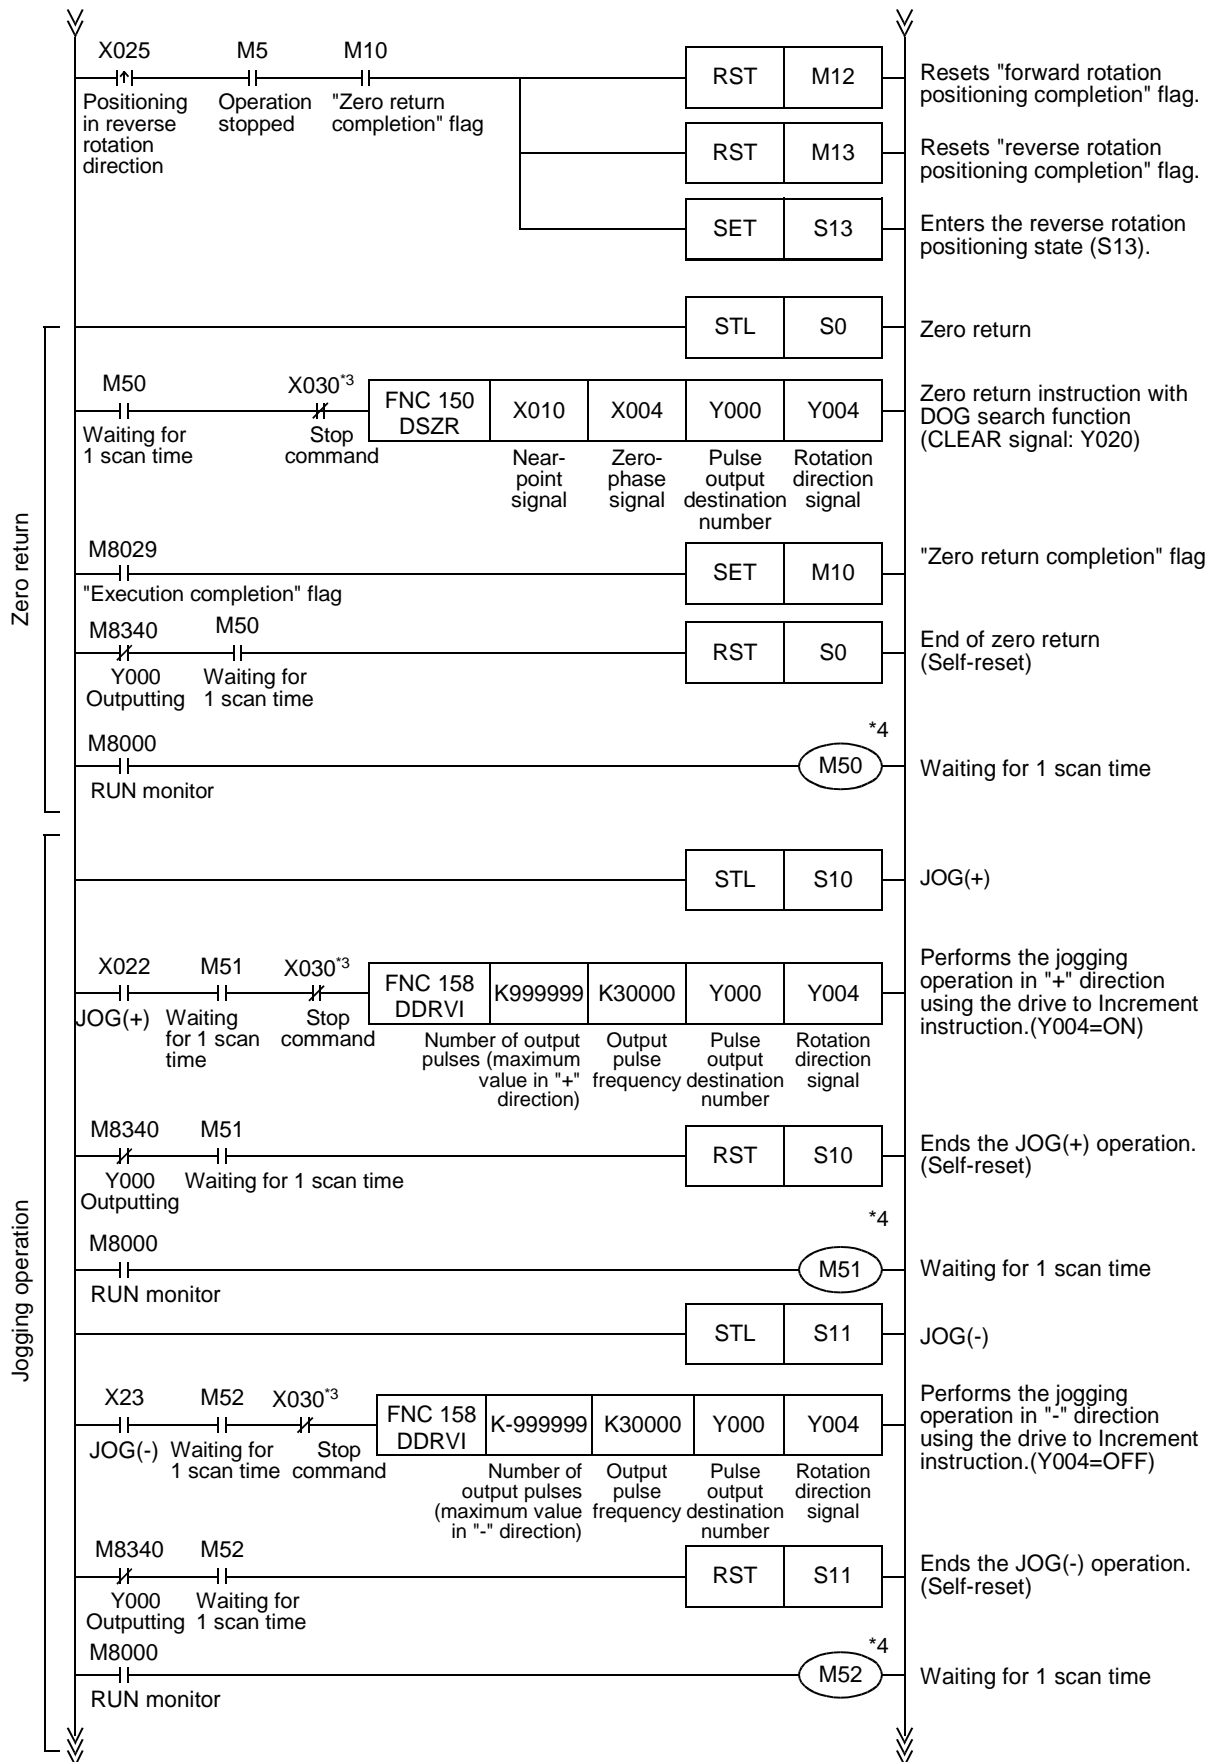 X025 M5 M10
RST M12
Resets "forward rotation
positioning completion" flag.
Positioning
in reverse
rotation
direction
Operation
stopped
"Zero return
completion" flag
RST M13
Resets "reverse rotation
positioning completion" flag.
SET S13
Enters the reverse rotation
positioning state (S13).
Zero return
STL S0
Zero return
M50 X030*3
FNC 150
DSZR
X010 X004 Y000 Y004
Zero return instruction with
DOG search function
(CLEAR signal: Y020)
Waiting for
1 scan time
Stop
command
Near-
point
signal
Zero-
phase
signal
Pulse
output
destination
number
Rotation
direction
signal
M8029
SET M10
"Zero return completion" flag
"Execution completion" flag
M8340 M50
RST S0
End of zero return
(Self-reset)
Y000
Outputting
Waiting for
1 scan time
*4
M8000
M50
Waiting for 1 scan time
RUN monitor
Jogging operation
STL S10
JOG(+)
X022 M51 X030*3
FNC 158
DDRVI
K999999 K30000 Y000 Y004
Performs the jogging
operation in "+" direction
using the drive to Increment
instruction.(Y004=ON)
JOG(+)
Waiting
for 1 scan
time
Stop
command
Number of output
pulses (maximum
value in "+"
direction)
Output
pulse
frequency
Pulse
output
destination
number
Rotation
direction
signal
M8340 M51
RST S10
Ends the JOG(+) operation.
(Self-reset)
Y000
Outputting
Waiting for 1 scan time
*4
M8000
M51
Waiting for 1 scan time
RUN monitor
STL S11
JOG(-)
X23 M52 X030*3
FNC 158
DDRVI
K-999999 K30000 Y000 Y004
Performs the jogging
operation in "-" direction
using the drive to Increment
instruction.(Y004=OFF)
JOG(-)
Waiting for
1 scan time
Stop
command
Number of
output pulses
(maximum value
in "-" direction)
Output
pulse
frequency
Pulse
output
destination
number
Rotation
direction
signal
M8340 M52
RST S11
Ends the JOG(-) operation.
(Self-reset)
Y000
Outputting
Waiting for
1 scan time
*4
M8000
M52
Waiting for 1 scan time
RUN monitor